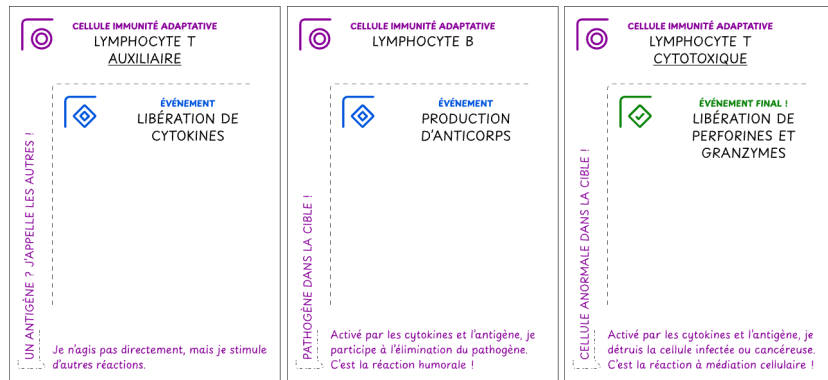 CELLULE IMMUNITÉ ADAPTATIVE
LYMPHOCYTE T
AUXILIAIRE
ÉVÉNEMENT
LIBÉRATION DE
CYTOKINES
UN ANTIGÈNE ? J'APPELLE LES AUTRES !
Je n'agis pas directement, mais je stimule
d'autres réactions.
CELLULE IMMUNITÉ ADAPTATIVE
LYMPHOCYTE B
ÉVÉNEMENT
PRODUCTION
D'ANTICORPS
PATHOGÈNE DANS LA CIBLE !
Activé par les cytokines et l'antigène, je
participe à l'élimination du pathogène.
C'est la réaction humorale !
CELLULE IMMUNITÉ ADAPTATIVE
LYMPHOCYTE T
CYTOTOXIQUE
ÉVÉNEMENT FINAL !
LIBÉRATION DE
PERFORINES ET
GRANZYMES
CELLULE ANORMALE DANS LA CIBLE !
Activé par les cytokines et l'antigène, je
détruis la cellule infectée ou cancéreuse.
C'est la réaction à médiation cellulaire !